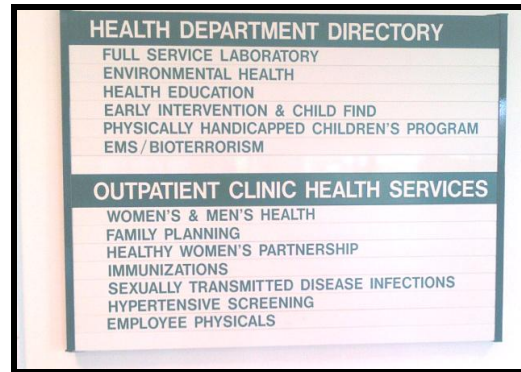 HEALTH DEPARTMENT DIRECTORY
FULL SERVICE LABORATORY
ENVIRONMENTAL HEALTH
HEALTH EDUCATION
EARLY INTERVENTION & CHILD FIND
PHYSICALLY HANDICAPPED CHILDREN'S PROGRAM
EMS/BIOTERRORISM
OUTPATIENT CLINIC HEALTH SERVICES
WOMEN'S & MEN'S HEALTH
FAMILY PLANNING
HEALTHY WOMEN'S PARTNERSHIP
IMMUNIZATIONS
SEXUALLY TRANSMITTED DISEASE INFECTIONS
HYPERTENSIVE SCREENING
EMPLOYEE PHYSICALS